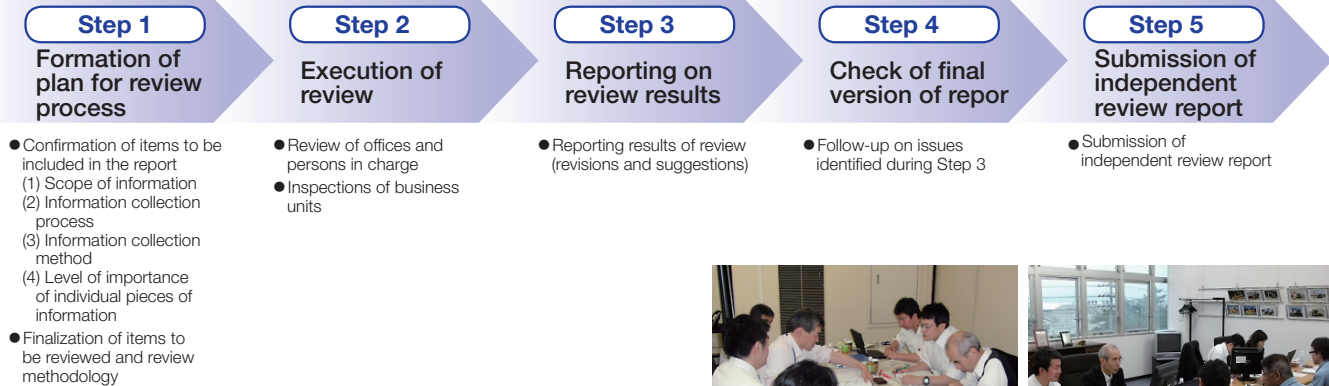 Step 1
Formation of
plan for review
process
● Confirmation of items to be
included in the report
(1) Scope of information
(2) Information collection
process
(3) Information collection
method
(4) Level of importance
of individual pieces of
information
● Finalization of items to
be reviewed and review
methodology
Step 2
Execution of
review
● Review of offices and
persons in charge
● Inspections of business
units
Step 3
Reporting on
review results
● Reporting results of review
(revisions and suggestions)
Step 4
Check of final
version of repor
● Follow-up on issues
identified during Step 3
Step 5
Submission of
independent
review report
● Submission of
independent review report